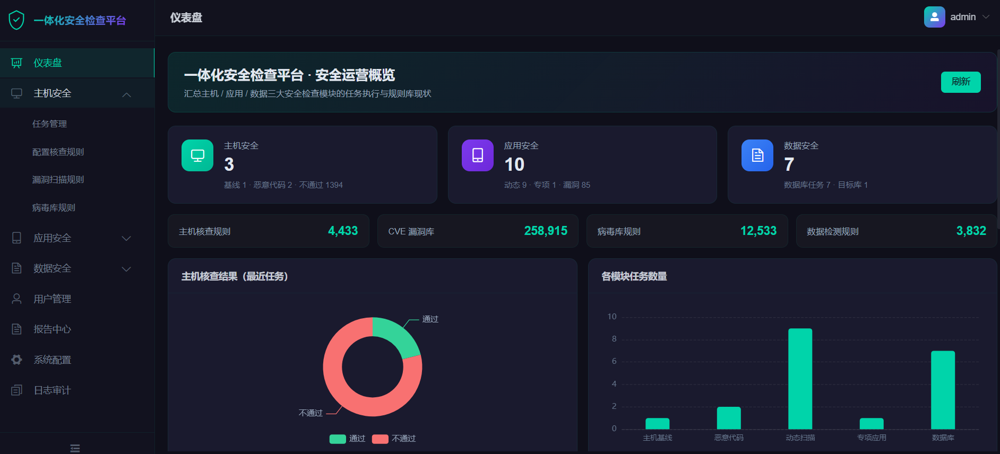 一体化安全检查平台
仪表盘
admin
仪表盘
主机安全
任务管理
配置核查规则
漏洞扫描规则
病毒库规则
应用安全
数据安全
用户管理
报告中心
系统配置
日志审计
一体化安全检查平台 · 安全运营概览
汇总主机 / 应用 / 数据三大安全检查模块的任务执行与规则库现状
刷新
主机安全
3
基线 1 · 恶意代码 2 · 不通过 1394
应用安全
10
动态 9 · 专项 1 · 漏洞 85
数据安全
7
数据库任务 7 · 目标库 1
主机核查规则 4,433
CVE 漏洞库 258,915
病毒库规则 12,533
数据检测规则 3,832
主机核查结果（最近任务）
通过
不通过
通过 不通过
各模块任务数量
10
8
6
4
2
0
主机基线 恶意代码 动态扫描 专项应用 数据库